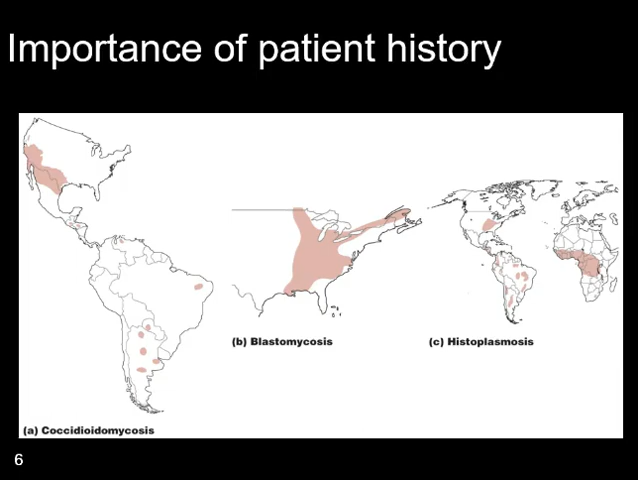 Importance of patient history
(b) Blastomycosis
(c) Histoplasmosis
(a) Coccidioidomycosis
6